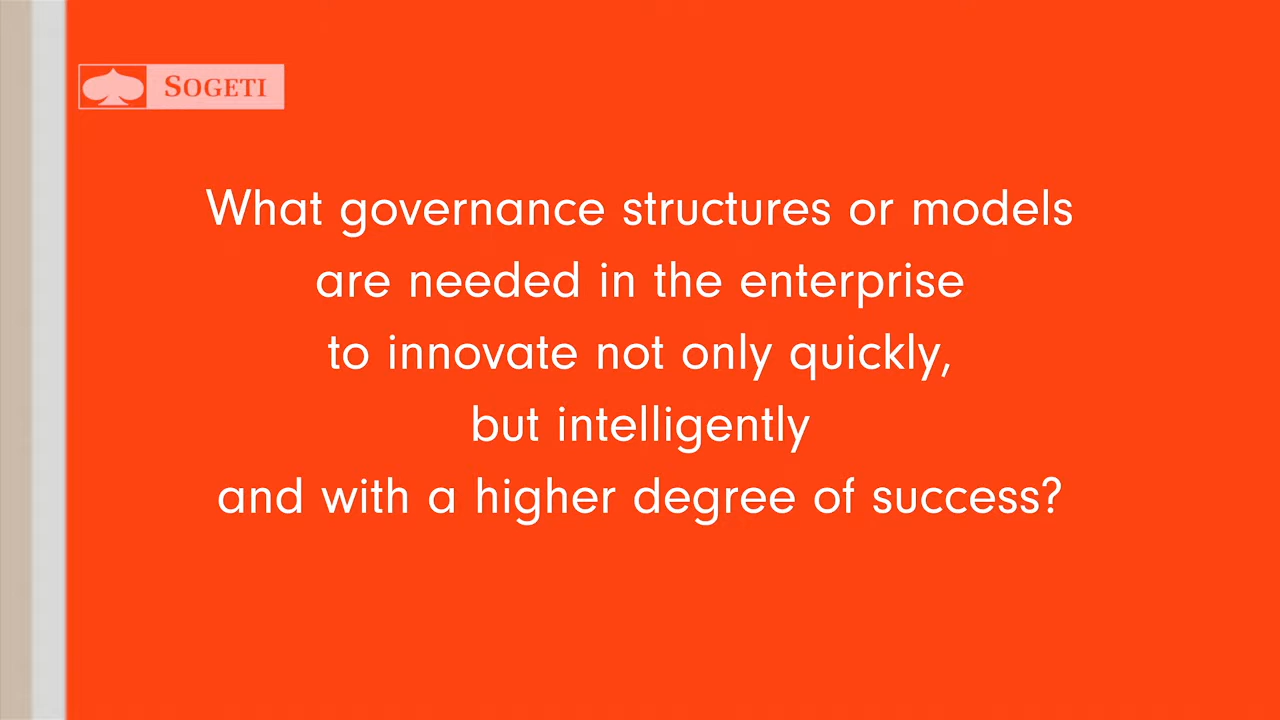 SOGETI
What governance structures or models
are needed in the enterprise
to innovate not only quickly,
but intelligently
and with a higher degree of success?